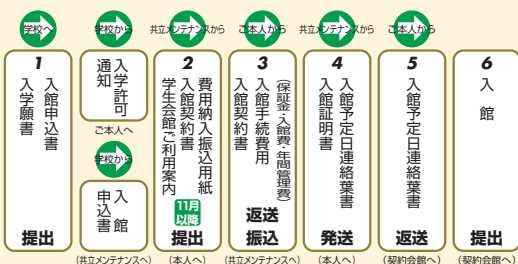 学校へ
1
入館申込書
入学願書
提出
学校から
入学許可
通知
ご本人へ
学校から
入館
申込書
(共立メンテナンスへ)
共立メンテナンスから
2
費用納入振込用紙
入館契約書
学生会館ご利用案内
11月
以降
提出
(本人へ)
ご本人から
3
(保証金・入館費・年間管理費)
入館手続費用
入館契約書
返送
振込
(共立メンテナンスへ)
共立メンテナンスから
4
入館予定日連絡葉書
入館証明書
発送
(本人へ)
ご本人から
5
入館予定日連絡葉書
返送
(契約会館へ)
6
入館
提出
(契約会館へ)